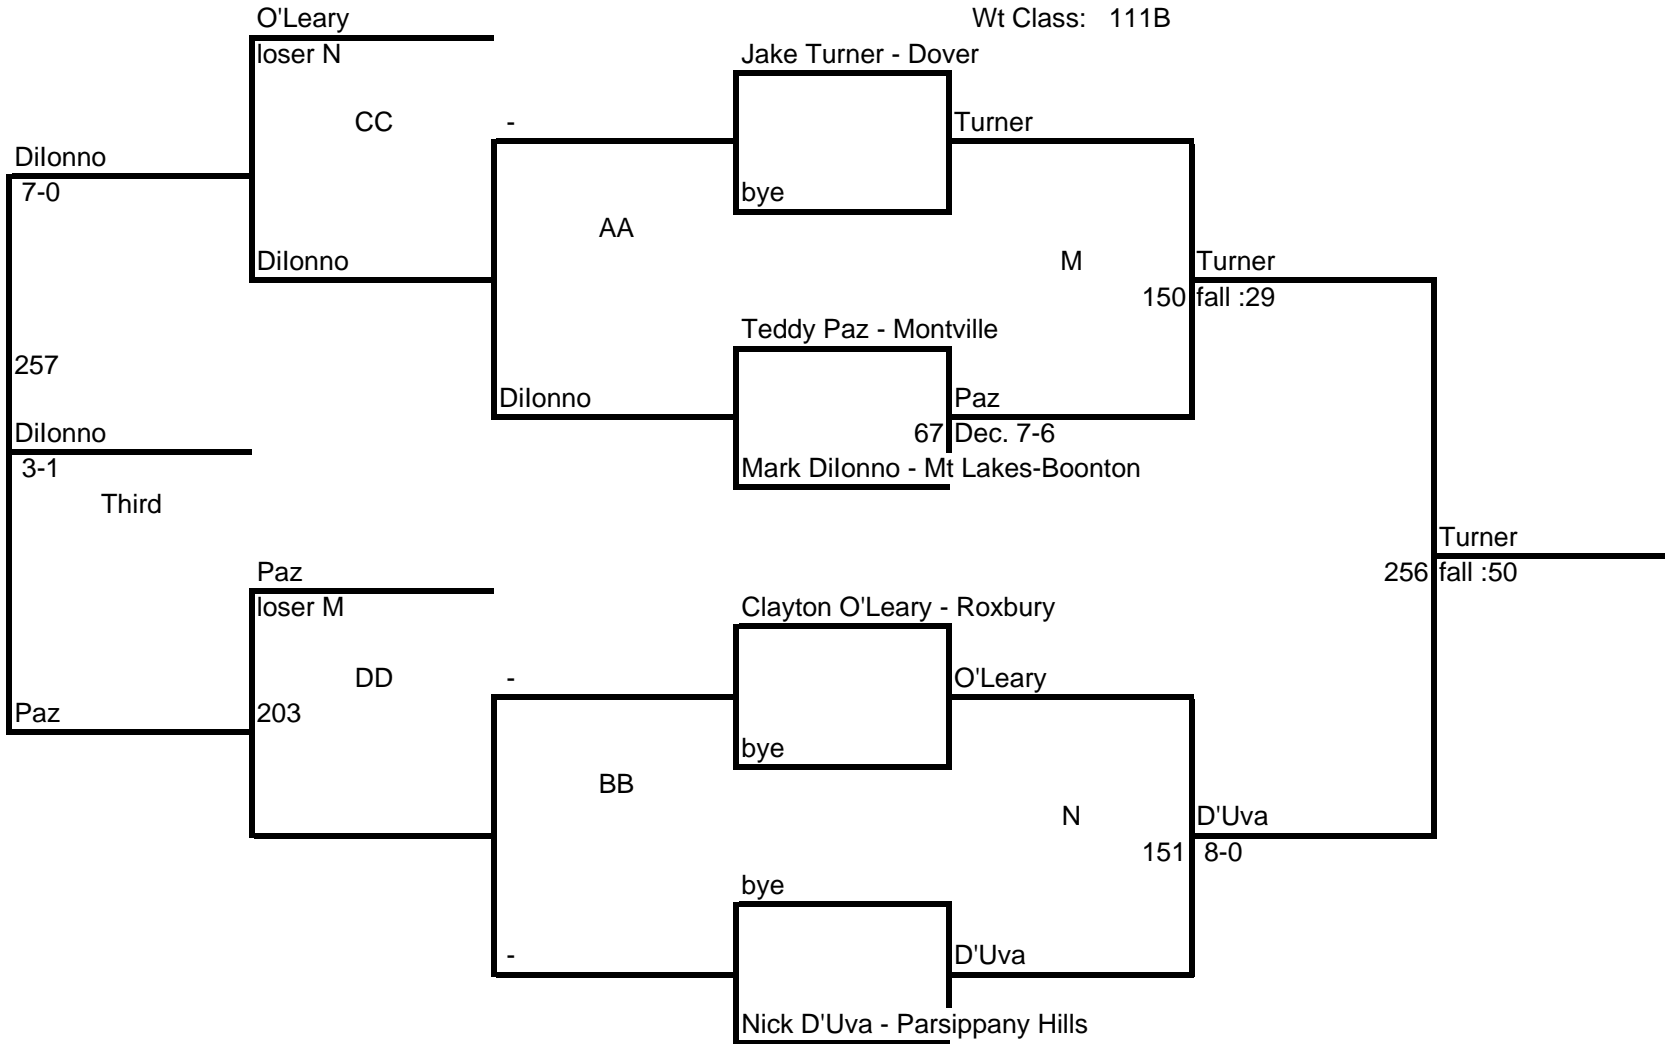 O'Leary
Wt Class: 111B
loser N
Jake Turner - Dover
CC
-
Turner
DiIonno
7-0
bye
AA
DiIonno
M
Turner
150 fall :29
Teddy Paz - Montville
257
DiIonno
Paz
DiIonno
67 Dec. 7-6
3-1
Mark DiIonno - Mt Lakes-Boonton
Third
Turner
Paz
256 fall :50
loser M
Clayton O'Leary - Roxbury
DD
-
O'Leary
Paz
203
bye
BB
N
D'Uva
151 8-0
bye
-
D'Uva
Nick D'Uva - Parsippany Hills